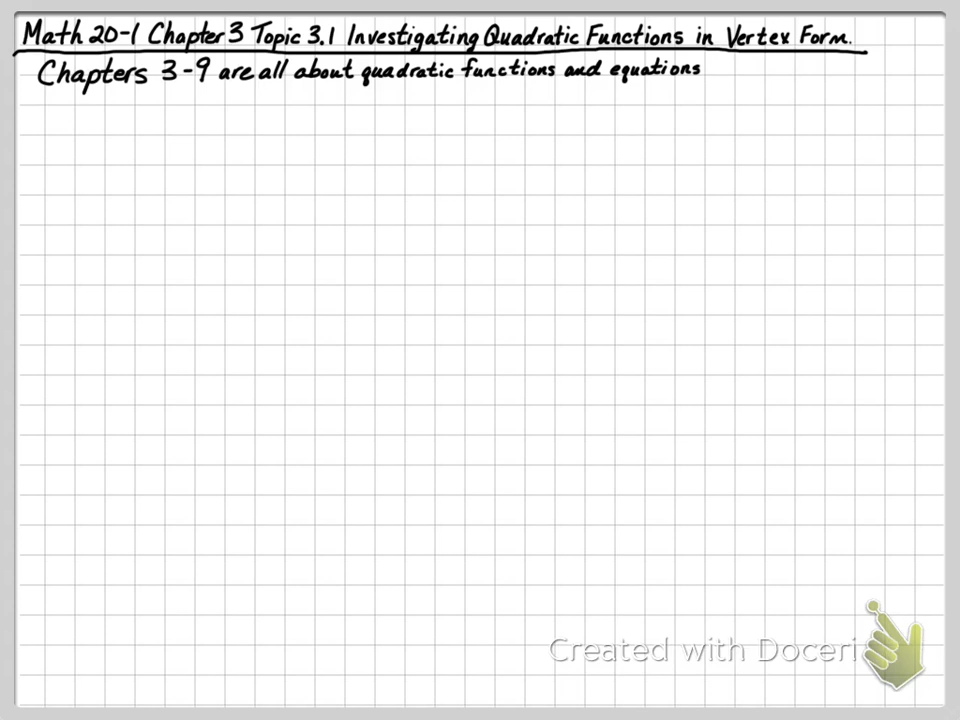 Math 20-1 Chapter 3 Topic 3.1 Investigating Quadratic Functions in Vertex Form.
Chapters 3-9 are all about quadratic functions and equations
Created with Doceri